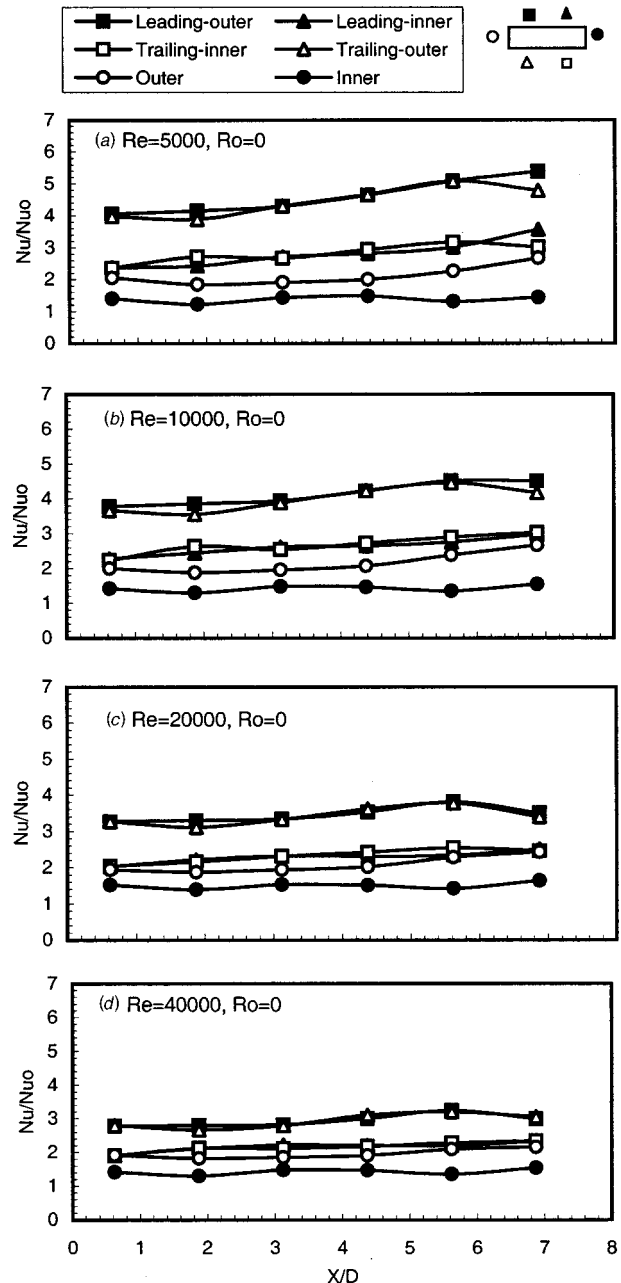 Leading-outer Leading-inner
Trailing-inner Trailing-outer
Outer Inner
(a) Re=5000, Ro=0
7
6
5
4
3
2
1
0
Nu/Nuo
(b) Re=10000, Ro=0
7
6
5
4
3
2
1
0
Nu/Nuo
(c) Re=20000, Ro=0
7
6
5
4
3
2
1
0
Nu/Nuo
(d) Re=40000, Ro=0
7
6
5
4
3
2
1
0
Nu/Nuo
0 1 2 3 4 5 6 7 8
X/D